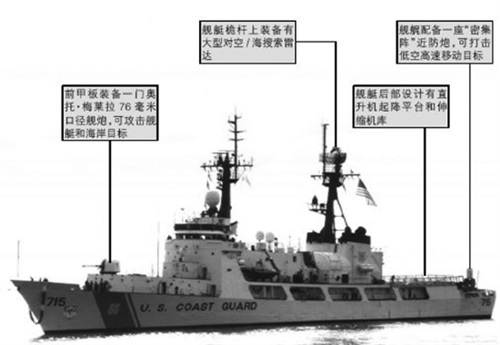 舰艇桅杆上装备有
大型对空/海搜索雷
达
舰艉配备一座“密集
阵”近防炮，可打击
低空高速移动目标
前甲板装备一门奥
托·梅莱拉76毫米
口径舰炮，可攻击舰
艇和海岸目标
舰艇后部设计有直
升机起降平台和伸
缩机库
715
U.S. COAST GUARD